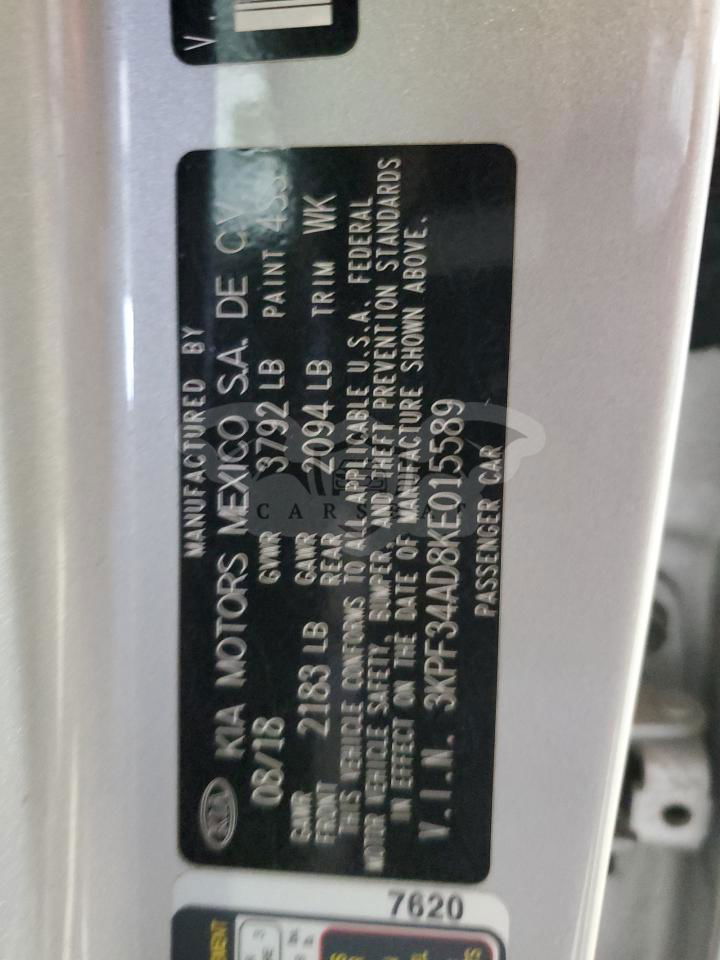 V.
MANUFACTURED BY
KIA MOTORS MEXICO S.A. DE C.V.
08/18 GVWR 3792 LB PAINT
GAWR FRONT 2183 LB GAWR REAR 2094 LB TRIM WK
THIS VEHICLE CONFORMS TO ALL APPLICABLE U.S.A. FEDERAL
MOTOR VEHICLE SAFETY, BUMPER, AND THEFT PREVENTION STANDARDS
IN EFFECT ON THE DATE OF MANUFACTURE SHOWN ABOVE.
V.I.N. 3KPF34AD8KE015589
PASSENGER CAR
7620